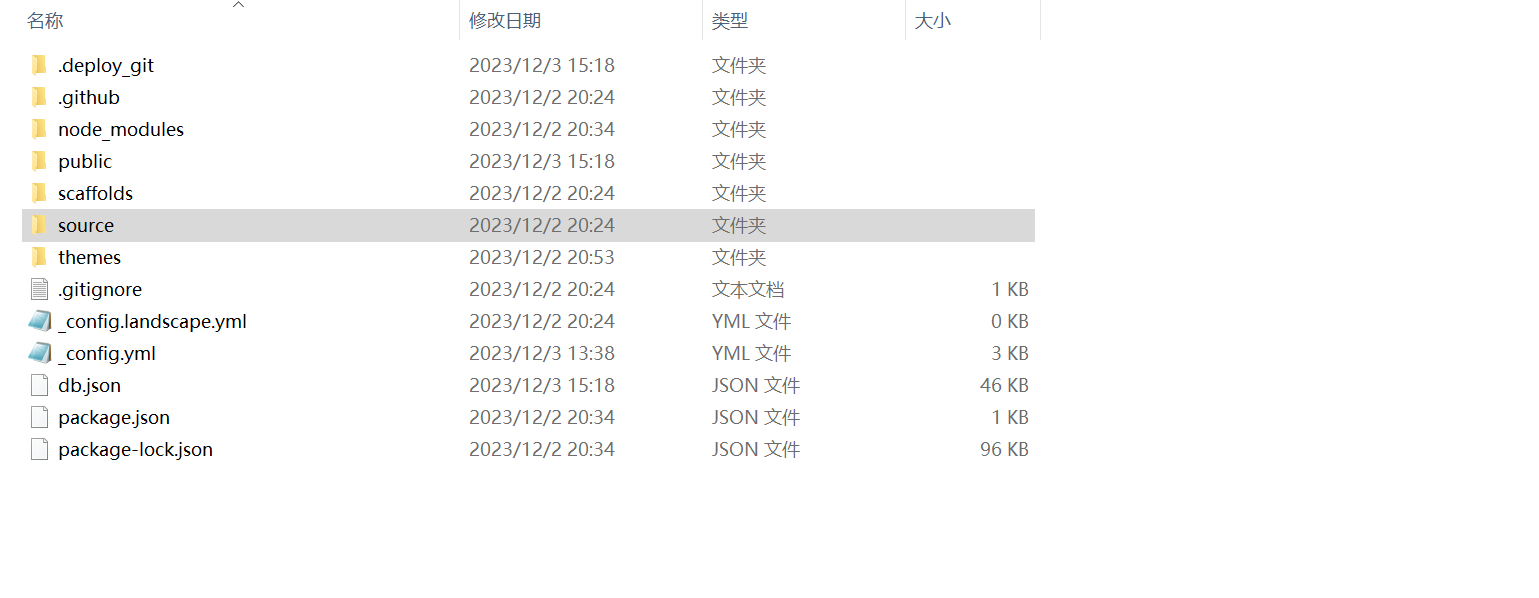 名称 修改日期 类型 大小
.deploy_git 2023/12/3 15:18 文件夹
.github 2023/12/2 20:24 文件夹
node_modules 2023/12/2 20:34 文件夹
public 2023/12/3 15:18 文件夹
scaffolds 2023/12/2 20:24 文件夹
source 2023/12/2 20:24 文件夹
themes 2023/12/2 20:53 文件夹
.gitignore 2023/12/2 20:24 文本文档 1 KB
_config.landscape.yml 2023/12/2 20:24 YML 文件 0 KB
_config.yml 2023/12/3 13:38 YML 文件 3 KB
db.json 2023/12/3 15:18 JSON 文件 46 KB
package.json 2023/12/2 20:34 JSON 文件 1 KB
package-lock.json 2023/12/2 20:34 JSON 文件 96 KB